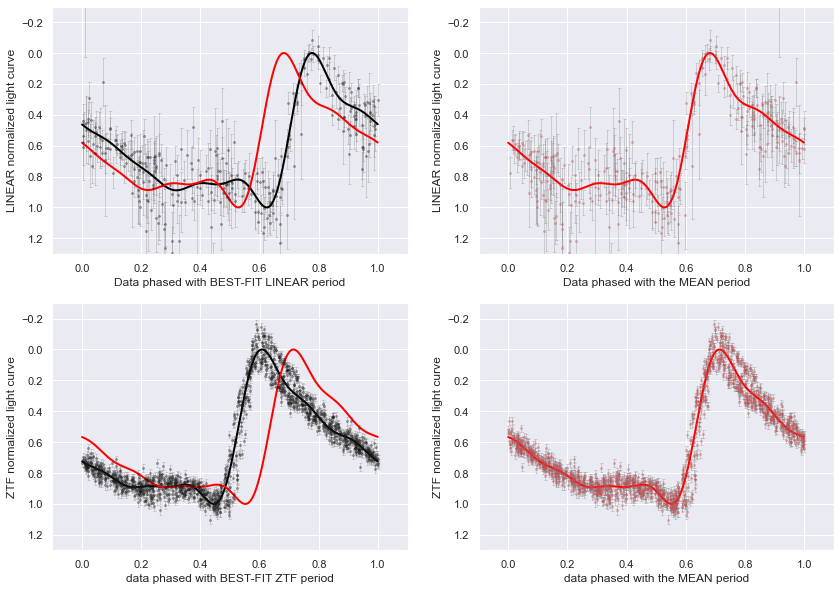 LINEAR normalized light curve
−0.2
0.0
0.2
0.4
0.6
0.8
1.0
1.2
0.0 0.2 0.4 0.6 0.8 1.0
Data phased with BEST-FIT LINEAR period
LINEAR normalized light curve
−0.2
0.0
0.2
0.4
0.6
0.8
1.0
1.2
0.0 0.2 0.4 0.6 0.8 1.0
Data phased with the MEAN period
ZTF normalized light curve
−0.2
0.0
0.2
0.4
0.6
0.8
1.0
1.2
0.0 0.2 0.4 0.6 0.8 1.0
data phased with BEST-FIT ZTF period
ZTF normalized light curve
−0.2
0.0
0.2
0.4
0.6
0.8
1.0
1.2
0.0 0.2 0.4 0.6 0.8 1.0
data phased with the MEAN period